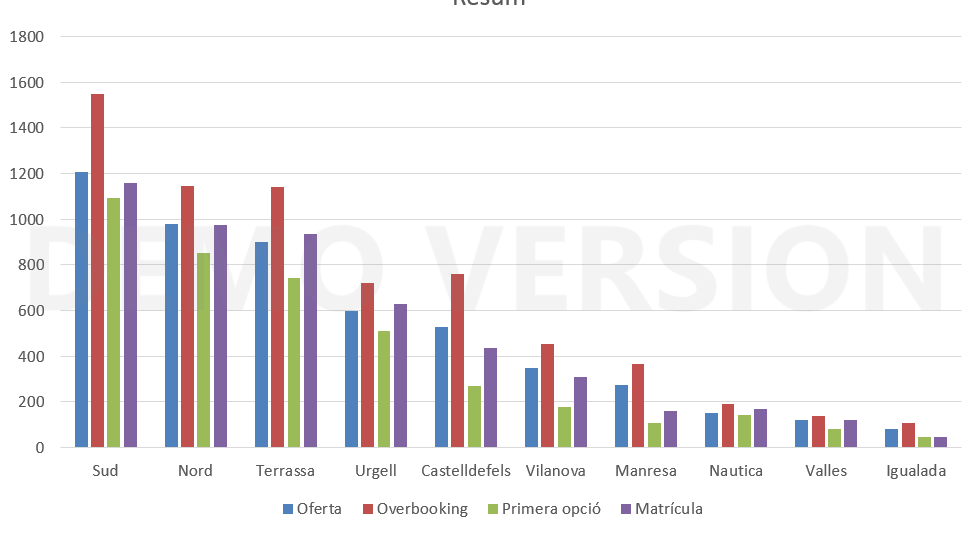 Resum
1800
1600
1400
1200
1000
800
600
400
200
0
DEMO VERSION
Sud Nord Terrassa Urgell Castelldefels Vilanova Manresa Nautica Valles Igualada
Oferta Overbooking Primera opció Matrícula